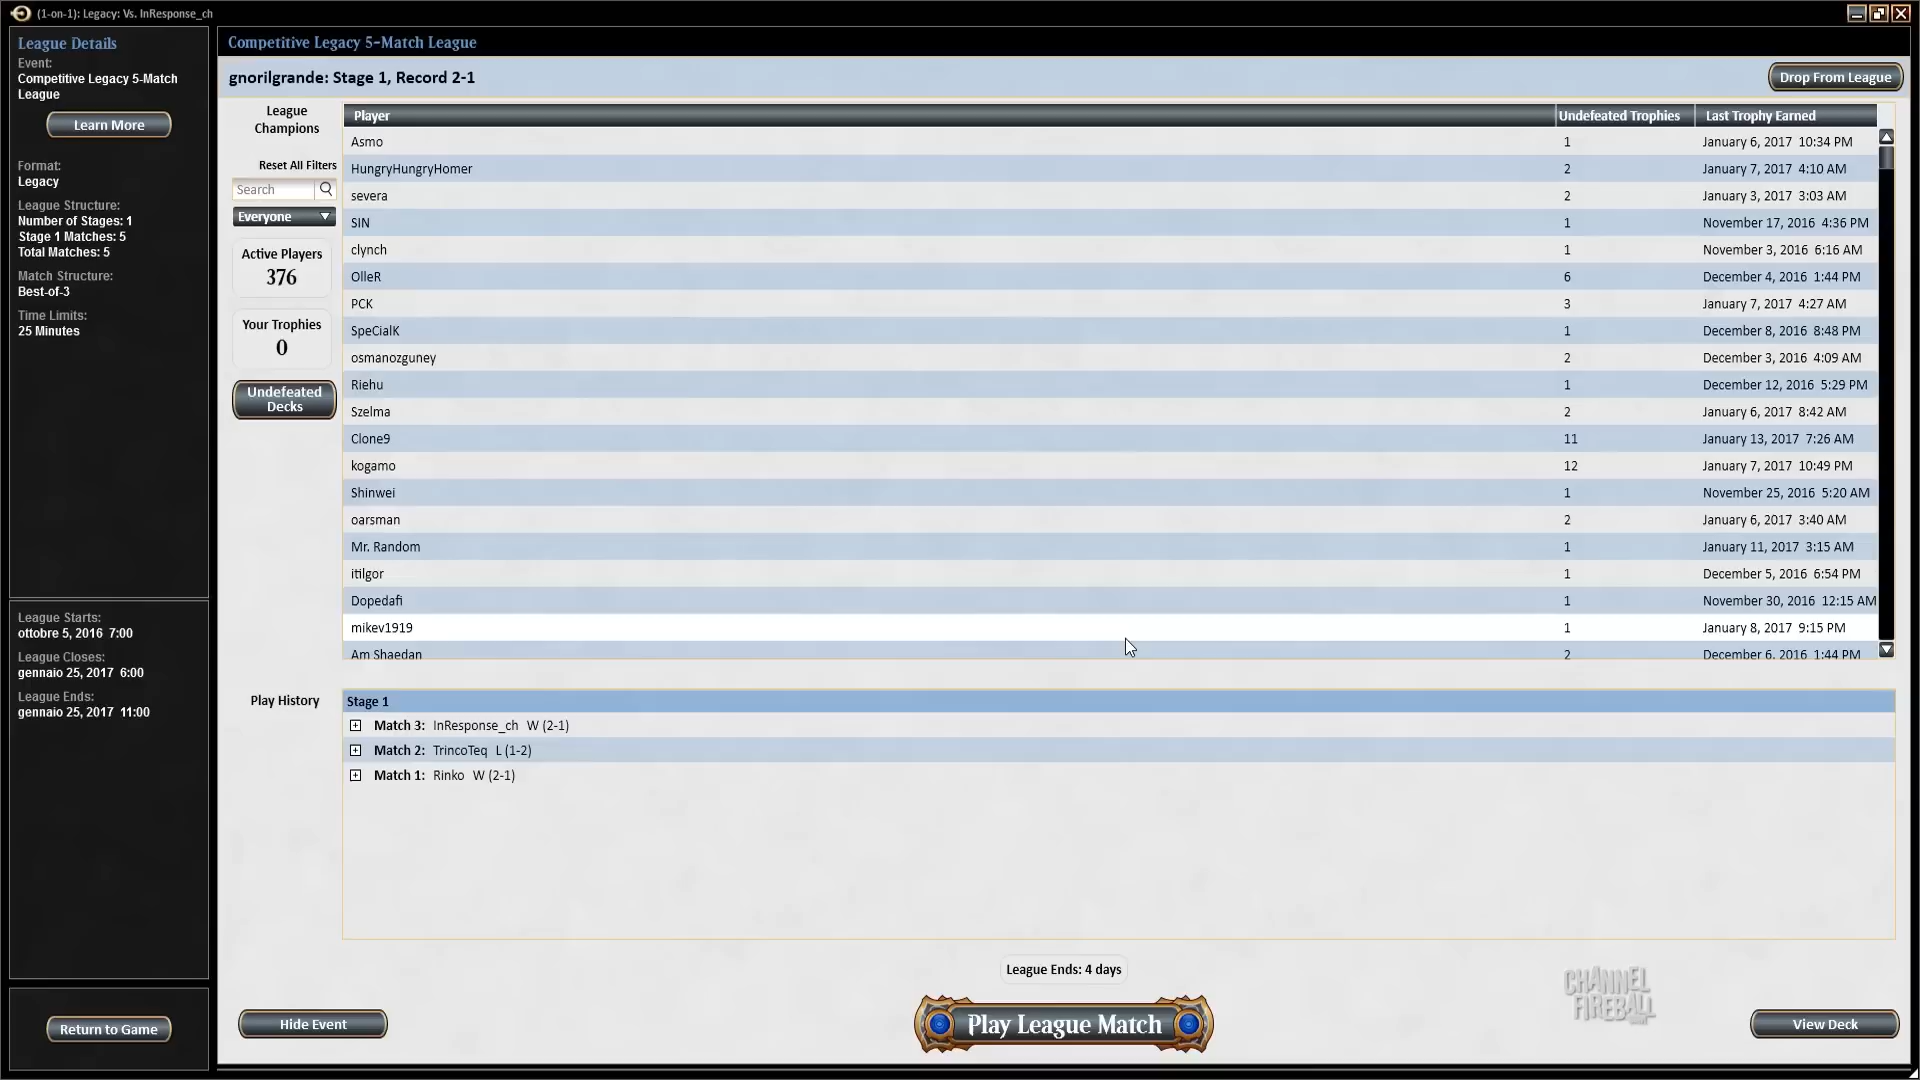 (1-on-1): Legacy: Vs. InResponse_ch
League Details
Event:
Competitive Legacy 5-Match
League
Learn More
Format:
Legacy
League Structure:
Number of Stages: 1
Stage 1 Matches: 5
Total Matches: 5
Match Structure:
Best-of-3
Time Limits:
25 Minutes
League Starts:
ottobre 5, 2016 7:00
League Closes:
gennaio 25, 2017 6:00
League Ends:
gennaio 25, 2017 11:00
Return to Game
Competitive Legacy 5-Match League
gnorilgrande: Stage 1, Record 2-1
Drop From League
League
Champions
Reset All Filters
Search
Everyone
Active Players
376
Your Trophies
0
Undefeated
Decks
Player Undefeated Trophies Last Trophy Earned
Asmo 1 January 6, 2017 10:34 PM
HungryHungryHomer 2 January 7, 2017 4:10 AM
severa 2 January 3, 2017 3:03 AM
SIN 1 November 17, 2016 4:36 PM
clynch 1 November 3, 2016 6:16 AM
OlleR 6 December 4, 2016 1:44 PM
PCK 3 January 7, 2017 4:27 AM
SpeCialK 1 December 8, 2016 8:48 PM
osmanozguney 2 December 3, 2016 4:09 AM
Riehu 1 December 12, 2016 5:29 PM
Szelma 2 January 6, 2017 8:42 AM
Clone9 11 January 13, 2017 7:26 AM
kogamo 12 January 7, 2017 10:49 PM
Shinwei 1 November 25, 2016 5:20 AM
oarsman 2 January 6, 2017 3:40 AM
Mr. Random 1 January 11, 2017 3:15 AM
itilgor 1 December 5, 2016 6:54 PM
Dopedafi 1 November 30, 2016 12:15 AM
mikev1919 1 January 8, 2017 9:15 PM
Am Shaedan 2 December 6, 2016 1:44 PM
Play History
Stage 1
Match 3: InResponse_ch W (2-1)
Match 2: TrincoTeq L (1-2)
Match 1: Rinko W (2-1)
League Ends: 4 days
Hide Event
Play League Match
CHANNEL
FIREBALL
View Deck